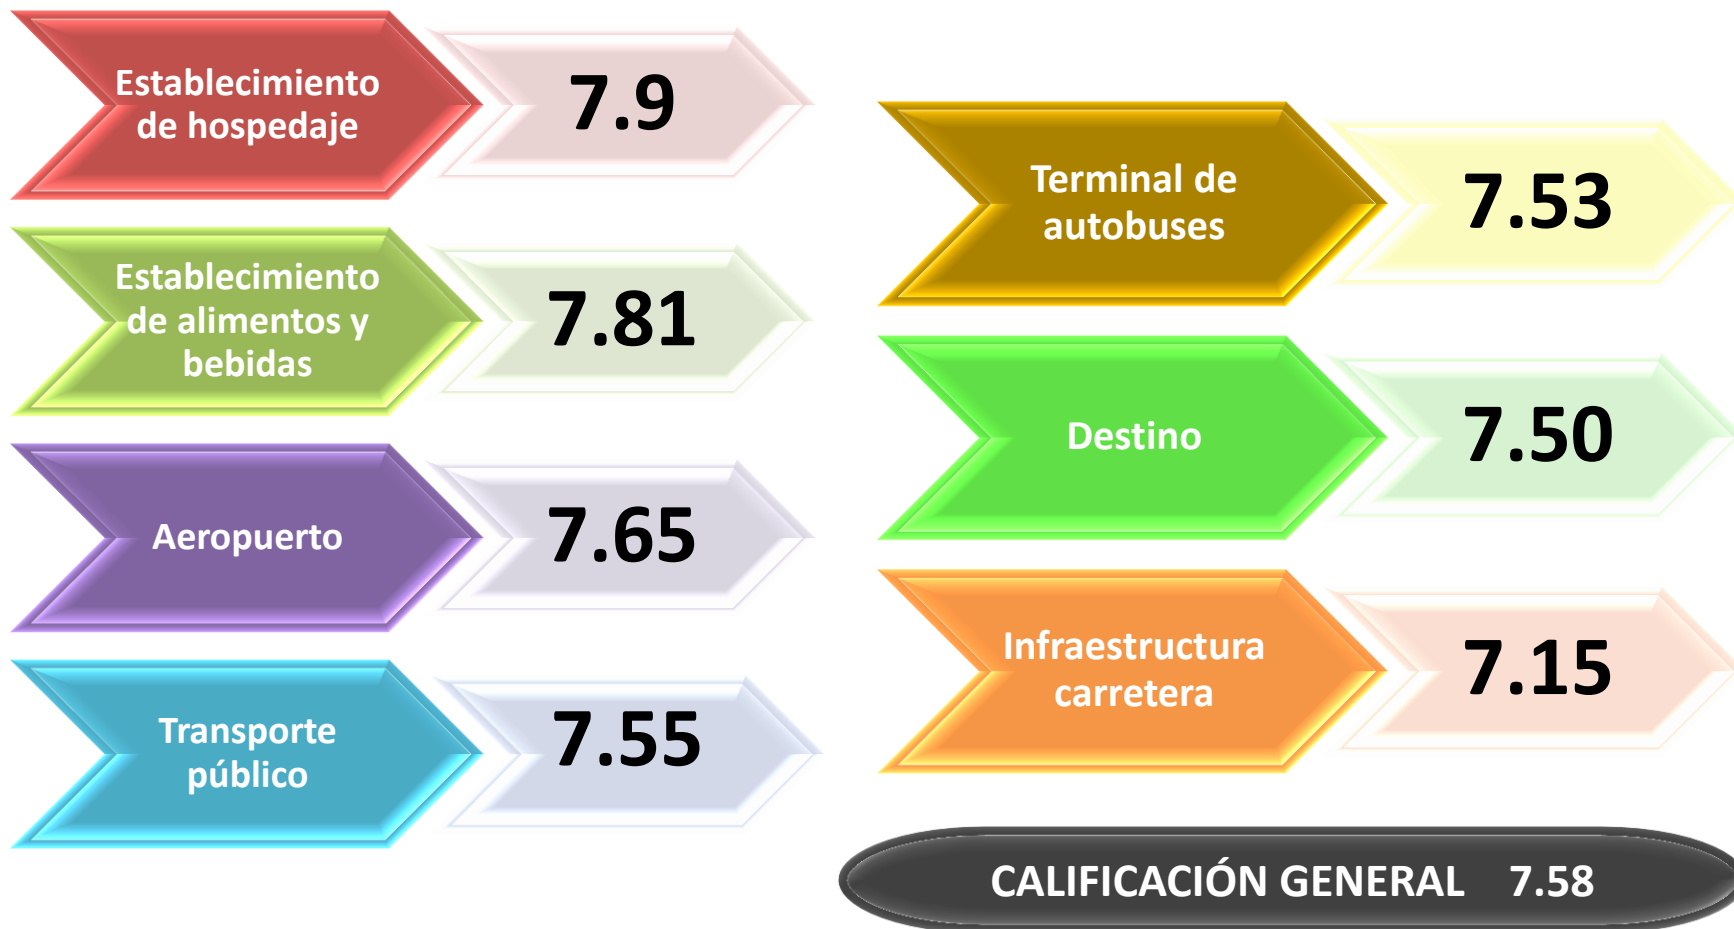 Establecimiento
de hospedaje
7.9
Establecimiento
de alimentos y
bebidas
7.81
Aeropuerto
7.65
Transporte
público
7.55
Terminal de
autobuses
7.53
Destino
7.50
Infraestructura
carretera
7.15
CALIFICACIÓN GENERAL 7.58